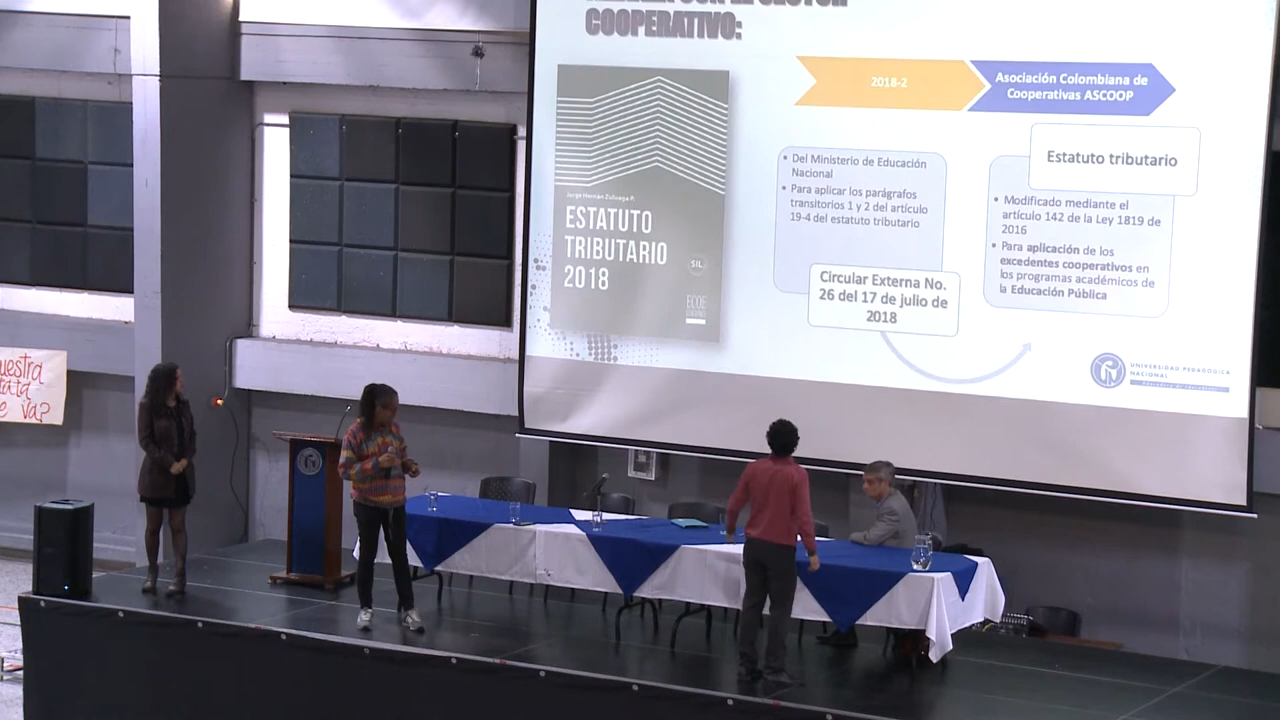 COOPERATIVO:
Jorge Hernán Zuluaga P.
ESTATUTO
TRIBUTARIO
2018
SIL
ECOE
2018-2
Asociación Colombiana de
Cooperativas ASCOOP
• Del Ministerio de Educación
Nacional
• Para aplicar los parágrafos
transitorios 1 y 2 del artículo
19-4 del estatuto tributario
Circular Externa No.
26 del 17 de julio de
2018
Estatuto tributario
• Modificado mediante el
artículo 142 de la Ley 1819 de
2016
• Para aplicación de los
excedentes cooperativos en
los programas académicos de
la Educación Pública
UNIVERSIDAD PEDAGOGICA
NACIONAL
uestra
va?